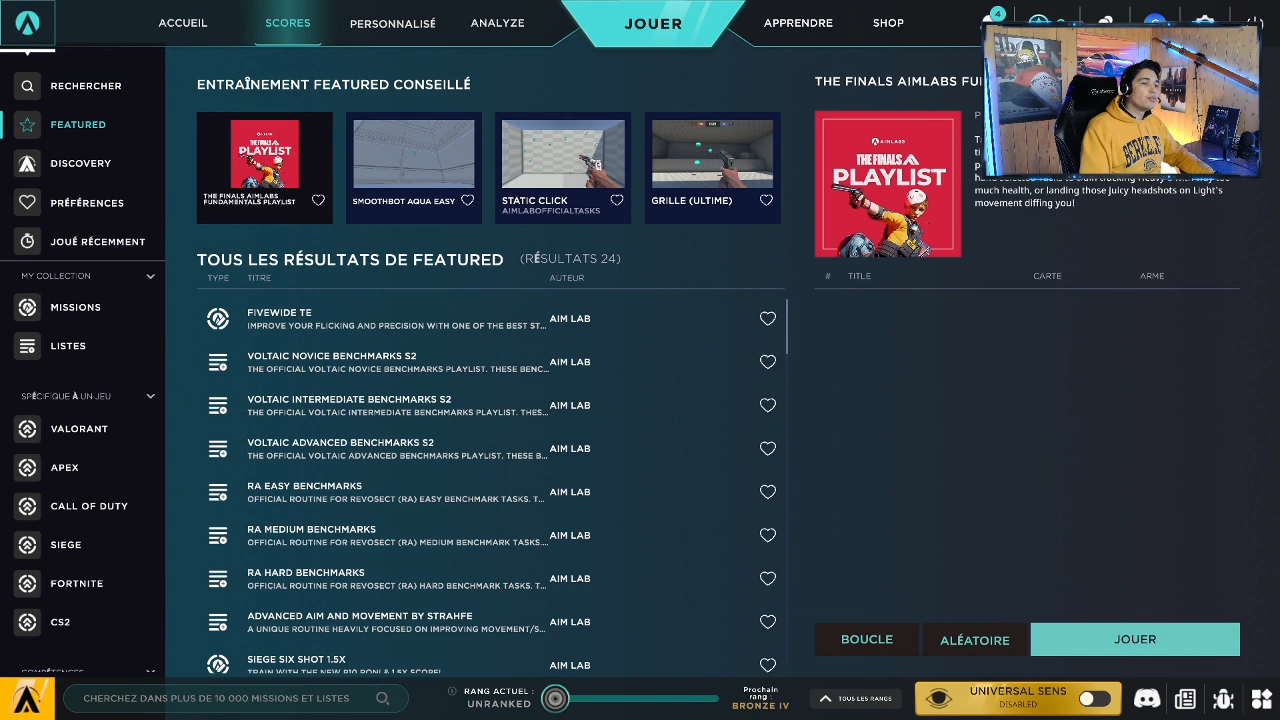 ACCUEIL
SCORES
PERSONNALISÉ
ANALYZE
JOUER
APPRENDRE
SHOP
4
RECHERCHER
FEATURED
DISCOVERY
PRÉFÉRENCES
JOUÉ RÉCEMMENT
MY COLLECTION
MISSIONS
LISTES
SPÉCIFIQUE À UN JEU
VALORANT
APEX
CALL OF DUTY
SIEGE
FORTNITE
CS2
ENTRAÎNEMENT FEATURED CONSEILLÉ
THE FINALS
PLAYLIST
THE FINALS AIMLABS
FUNDAMENTALS PLAYLIST
SMOOTHBOT AQUA EASY
STATIC CLICK
AIMLABOFFICIALTASKS
GRILLE (ULTIME)
TOUS LES RÉSULTATS DE FEATURED (RÉSULTATS 24)
TYPE TITRE AUTEUR
FIVEWIDE TE
IMPROVE YOUR FLICKING AND PRECISION WITH ONE OF THE BEST ST...
AIM LAB
VOLTAIC NOVICE BENCHMARKS S2
THE OFFICIAL VOLTAIC NOVICE BENCHMARKS PLAYLIST. THESE BENC...
AIM LAB
VOLTAIC INTERMEDIATE BENCHMARKS S2
THE OFFICIAL VOLTAIC INTERMEDIATE BENCHMARKS PLAYLIST. THES...
AIM LAB
VOLTAIC ADVANCED BENCHMARKS S2
THE OFFICIAL VOLTAIC ADVANCED BENCHMARKS PLAYLIST. THESE B...
AIM LAB
RA EASY BENCHMARKS
OFFICIAL ROUTINE FOR REVOSECT (RA) EASY BENCHMARK TASKS. T...
AIM LAB
RA MEDIUM BENCHMARKS
OFFICIAL ROUTINE FOR REVOSECT (RA) MEDIUM BENCHMARK TASKS....
AIM LAB
RA HARD BENCHMARKS
OFFICIAL ROUTINE FOR REVOSECT (RA) HARD BENCHMARK TASKS. T...
AIM LAB
ADVANCED AIM AND MOVEMENT BY STRAHFE
A UNIQUE ROUTINE HEAVILY FOCUSED ON IMPROVING MOVEMENT/S...
AIM LAB
SIEGE SIX SHOT 1.5X
AIM LAB
THE FINALS AIMLABS FU
AIMLABS
THE FINALS
PLAYLIST
BERKELEY
much health, or landing those juicy headshots on Light's
movement diffing you!
# TITLE CARTE ARME
BOUCLE
ALÉATOIRE
JOUER
CHERCHEZ DANS PLUS DE 10 000 MISSIONS ET LISTES
RANG ACTUEL :
UNRANKED
Prochain
rang :
BRONZE IV
TOUS LES RANGS
UNIVERSAL SENS
DISABLED